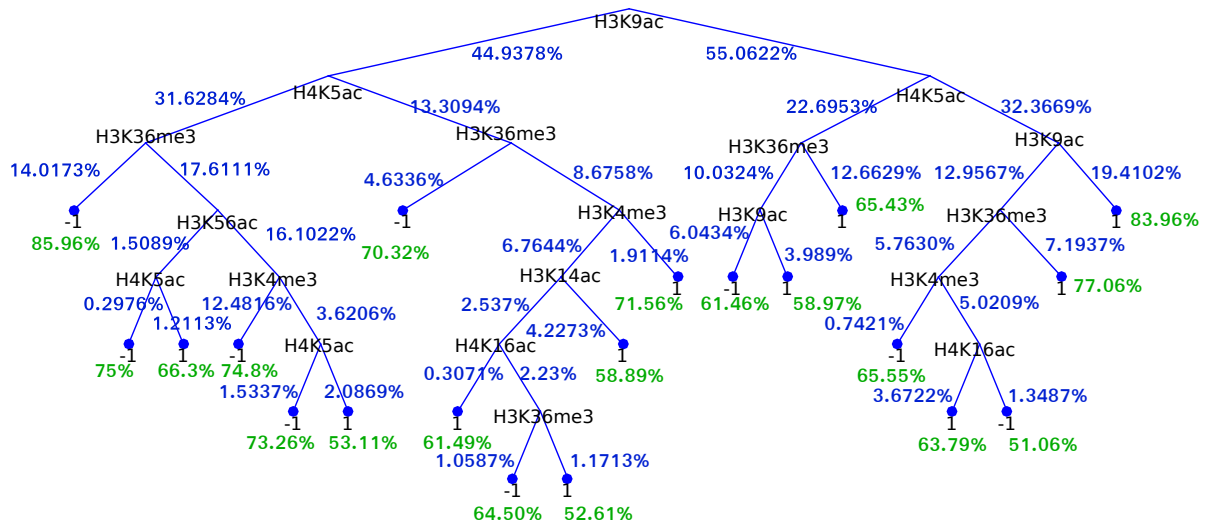 H3K9ac
44.9378% 55.0622%
H4K5ac H4K5ac
31.6284% 13.3094% 22.6953% 32.3669%
H3K36me3 H3K36me3 H3K36me3 H3K9ac
14.0173% 17.6111% 4.6336% 8.6758% 10.0324% 12.6629% 12.9567% 19.4102%
-1 H3K56ac -1 H3K4me3 H3K9ac 1 65.43% H3K36me3 1 83.96%
85.96% 1.5089% 16.1022% 70.32% 6.7644% 1.9114% 6.0434% 3.989% 5.7630% 7.1937%
H4K5ac H3K4me3 H3K14ac 1 -1 1 H3K4me3 1 77.06%
0.2976% 1.2113% 12.4816% 3.6206% 2.537% 4.2273% 71.56% 61.46% 58.97% 0.7421% 5.0209%
-1 1 -1 H4K5ac H4K16ac 1 -1 H4K16ac
75% 66.3% 74.8% 1.5337% 2.0869% 0.3071% 2.23% 58.89% 65.55% 3.6722% 1.3487%
-1 1 1 H3K36me3 1 -1
73.26% 53.11% 61.49% 1.0587% 1.1713% 63.79% 51.06%
-1 1
64.50% 52.61%